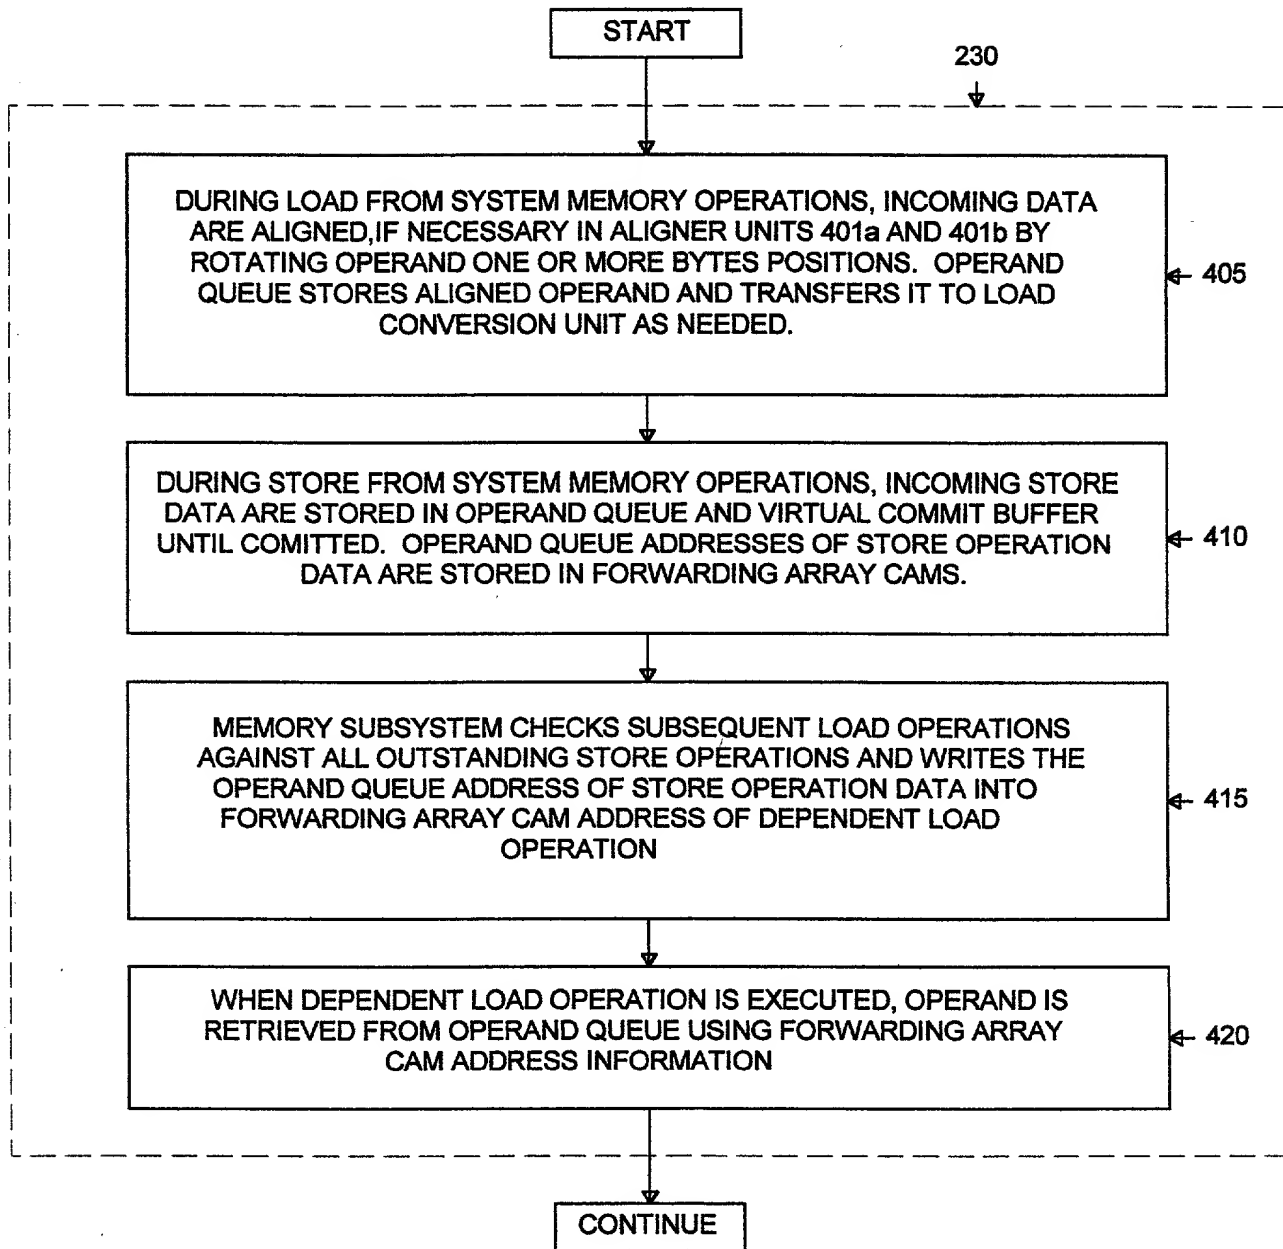 START
230
DURING LOAD FROM SYSTEM MEMORY OPERATIONS, INCOMING DATA
ARE ALIGNED,IF NECESSARY IN ALIGNER UNITS 401a AND 401b BY
ROTATING OPERAND ONE OR MORE BYTES POSITIONS. OPERAND
QUEUE STORES ALIGNED OPERAND AND TRANSFERS IT TO LOAD
CONVERSION UNIT AS NEEDED.
405
DURING STORE FROM SYSTEM MEMORY OPERATIONS, INCOMING STORE
DATA ARE STORED IN OPERAND QUEUE AND VIRTUAL COMMIT BUFFER
UNTIL COMITTED. OPERAND QUEUE ADDRESSES OF STORE OPERATION
DATA ARE STORED IN FORWARDING ARRAY CAMS.
410
MEMORY SUBSYSTEM CHECKS SUBSEQUENT LOAD OPERATIONS
AGAINST ALL OUTSTANDING STORE OPERATIONS AND WRITES THE
OPERAND QUEUE ADDRESS OF STORE OPERATION DATA INTO
FORWARDING ARRAY CAM ADDRESS OF DEPENDENT LOAD
OPERATION
415
WHEN DEPENDENT LOAD OPERATION IS EXECUTED, OPERAND IS
RETRIEVED FROM OPERAND QUEUE USING FORWARDING ARRAY
CAM ADDRESS INFORMATION
420
CONTINUE